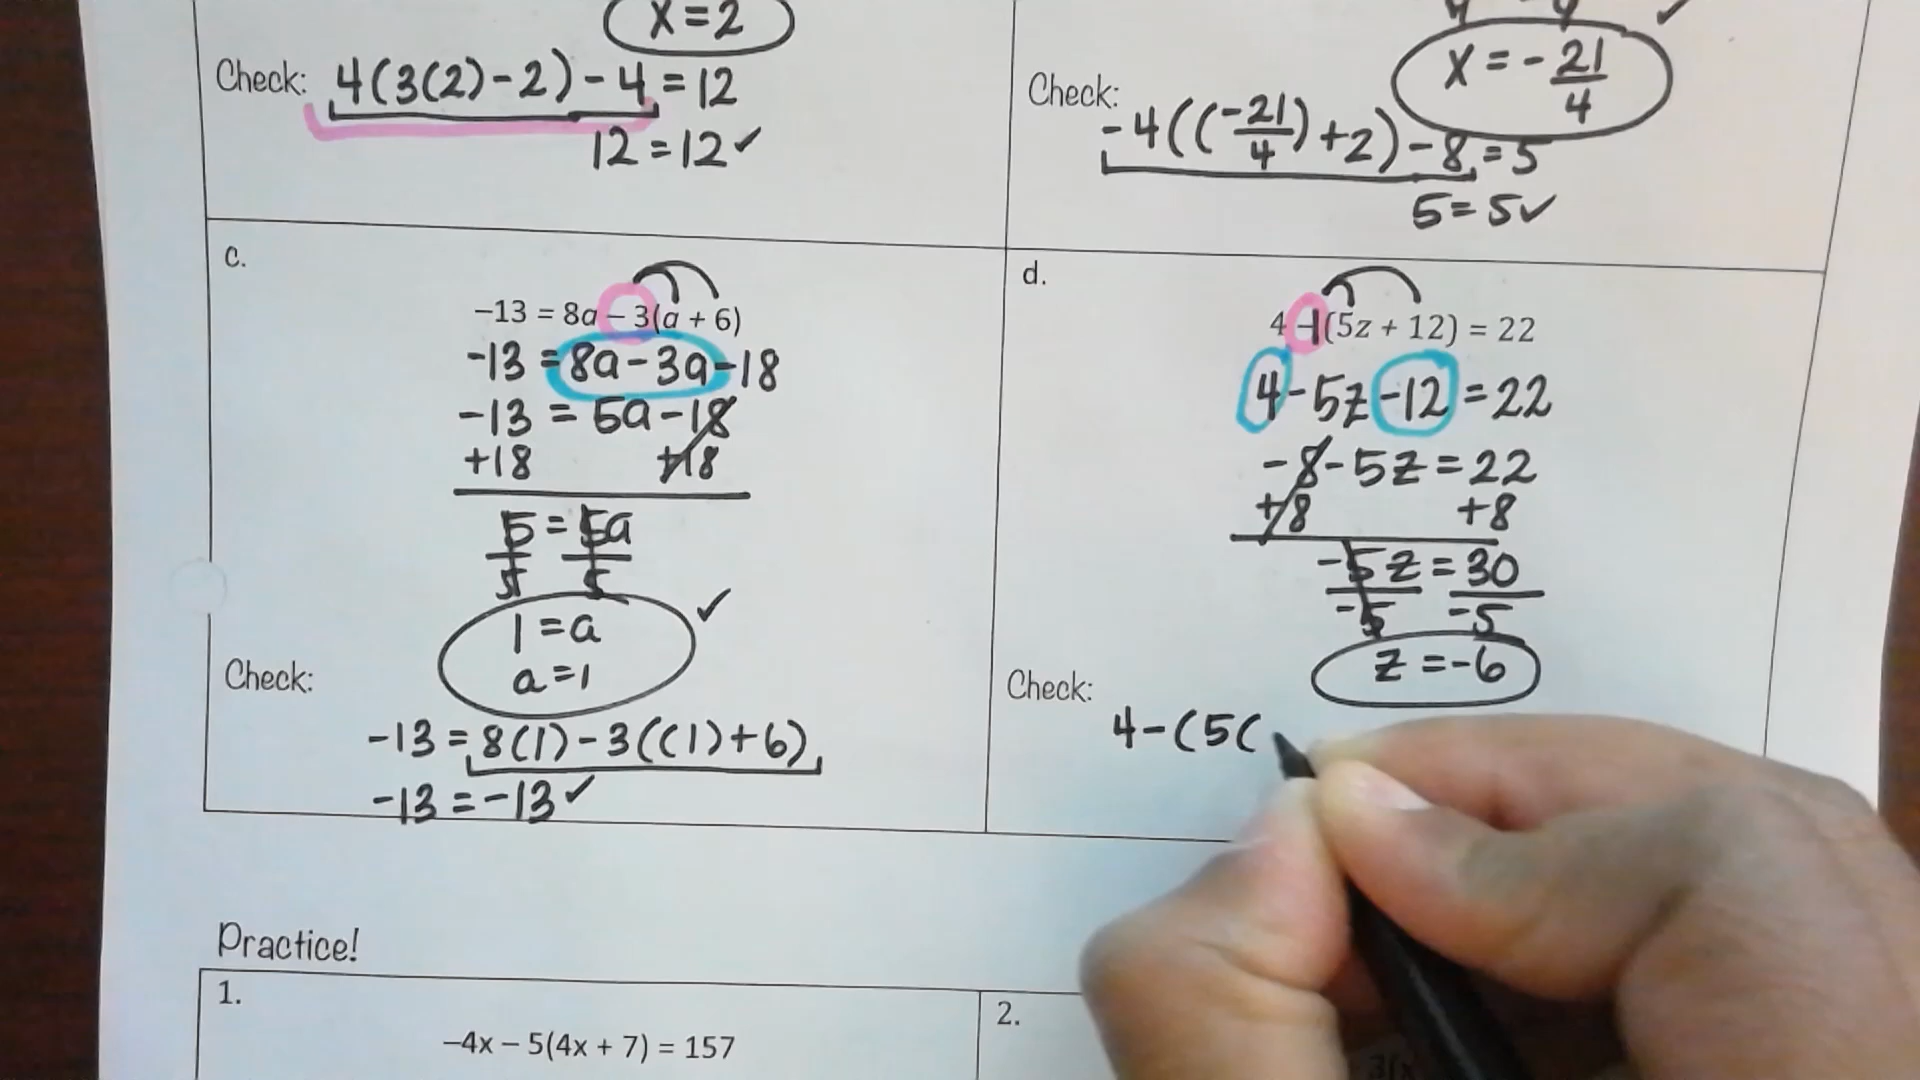 x = 2
Check: 4(3(2) - 2) - 4 = 12
12 = 12 ✓
x = -21/4
Check: -4((-21/4) + 2) - 8 = 5
5 = 5 ✓
c.
−13 = 8a − 3(a + 6)
-13 = 8a - 3a - 18
-13 = 5a - 18
+18 +18
5 = 5a
5 5
1 = a
a = 1
✓
Check:
-13 = 8(1) - 3((1) + 6)
-13 = -13 ✓
d.
4 - 1(5z + 12) = 22
4 - 5z - 12 = 22
-8 - 5z = 22
+8 +8
-5z = 30
-5 -5
z = -6
Check:
4 - (5(
Practice!
1.
−4x − 5(4x + 7) = 157
2.